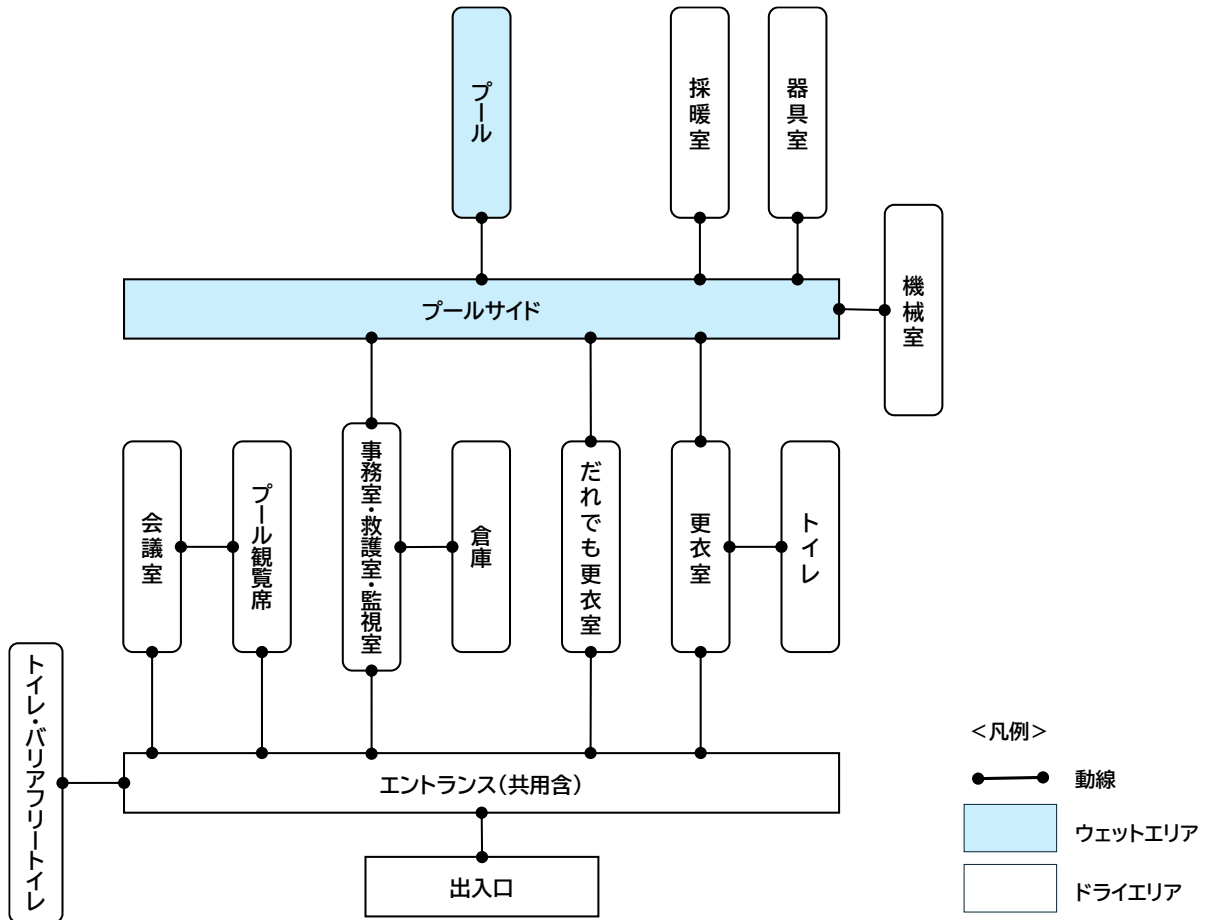 プール
採暖室
器具室
機械室
プールサイド
会議室
プール観覧席
事務室・救護室・監視室
倉庫
だれでも更衣室
更衣室
トイレ
トイレ・バリアフリートイレ
エントランス(共用含)
出入口
＜凡例＞
動線
ウェットエリア
ドライエリア